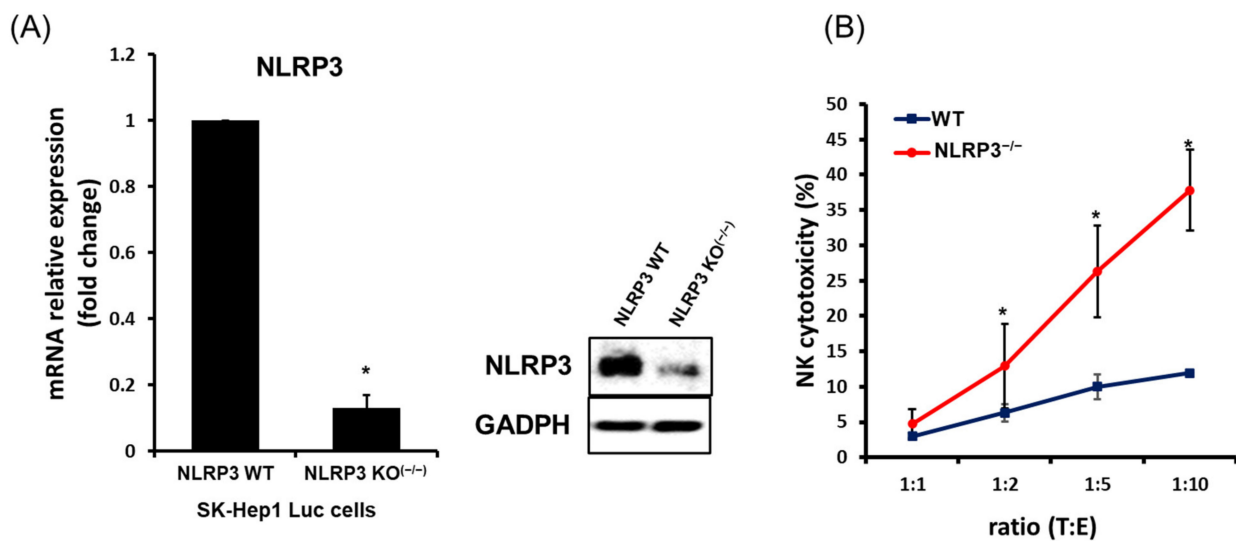 (A)
NLRP3
mRNA relative expression
(fold change)
1.2
1
0.8
0.6
0.4
0.2
0
*
NLRP3 WT
NLRP3 KO(−/−)
SK-Hep1 Luc cells
NLRP3 WT
NLRP3 KO(−/−)
NLRP3
GADPH
(B)
NK cytotoxicity (%)
50
45
40
35
30
25
20
15
10
5
0
WT
NLRP3−/−
*
*
*
1:1
1:2
1:5
1:10
ratio (T:E)